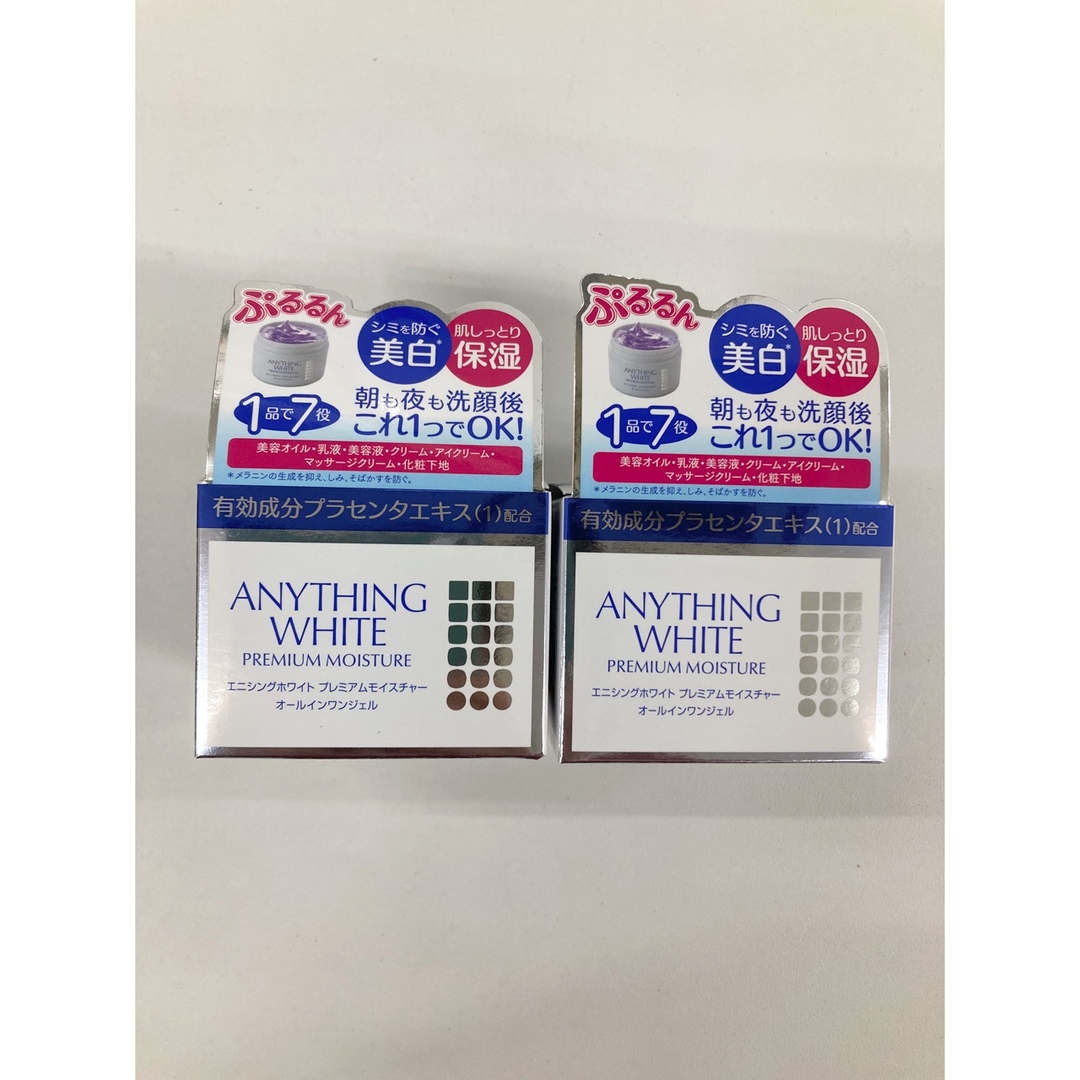 ぷるるん
シミを防ぐ
美白*
肌しっとり
保湿
ANYTHING
WHITE
PREMIUM MOISTURE
1品で7役
朝も夜も洗顔後
これ1つでOK!
美容オイル・乳液・美容液・クリーム・アイクリーム・
マッサージクリーム・化粧下地
*メラニンの生成を抑え、しみ、そばかすを防ぐ。
有効成分プラセンタエキス(1)配合
ANYTHING
WHITE
PREMIUM MOISTURE
エニシングホワイト プレミアムモイスチャー
オールインワンジェル
ぷるるん
シミを防ぐ
美白*
肌しっとり
保湿
ANYTHING
WHITE
PREMIUM MOISTURE
1品で7役
朝も夜も洗顔後
これ1つでOK!
美容オイル・乳液・美容液・クリーム・アイクリーム・
マッサージクリーム・化粧下地
*メラニンの生成を抑え、しみ、そばかすを防ぐ。
有効成分プラセンタエキス(1)配合
ANYTHING
WHITE
PREMIUM MOISTURE
エニシングホワイト プレミアムモイスチャー
オールインワンジェル